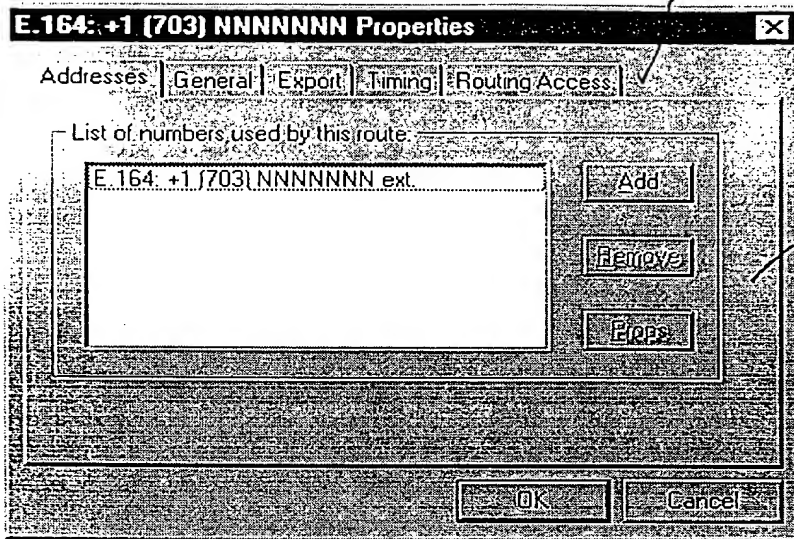 E.164: +1 (703) NNNNNNN Properties
Addresses General Export Timing Routing Access
List of numbers used by this route:
E.164: +1 (703) NNNNNNN ext.
Add
Remove
Props
OK Cancel